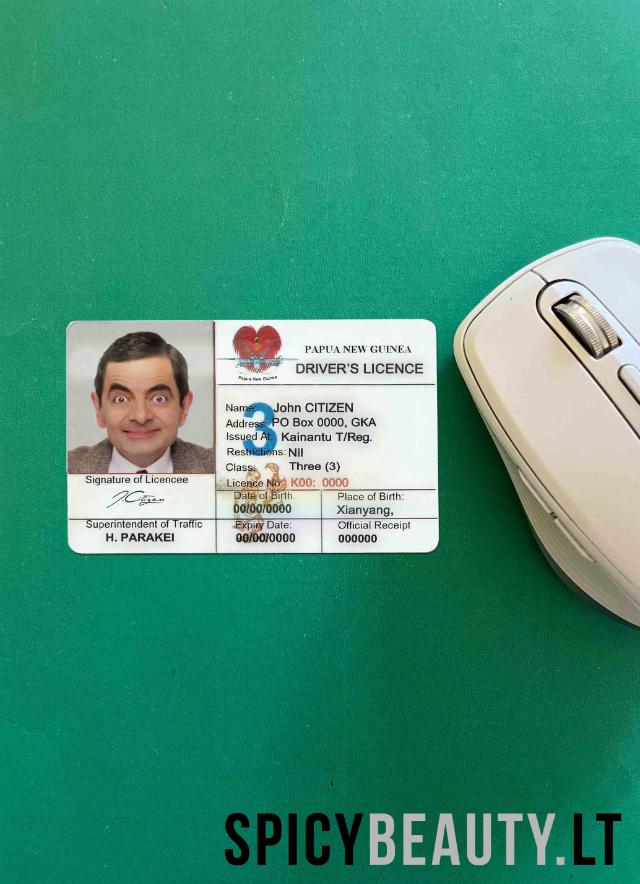 Papua New Guinea
PAPUA NEW GUINEA
DRIVER'S LICENCE
3
Name: John CITIZEN
Address: PO Box 0000, GKA
Issued At: Kainantu T/Reg.
Restrictions: Nil
Class: Three (3)
Licence No: K00: 0000
Signature of Licencee
J.Citizen
Date of Birth:
00/00/0000
Place of Birth:
Xianyang,
Superintendent of Traffic
H. PARAKEI
Expiry Date:
00/00/0000
Official Receipt
000000
SPICYBEAUTY.LT